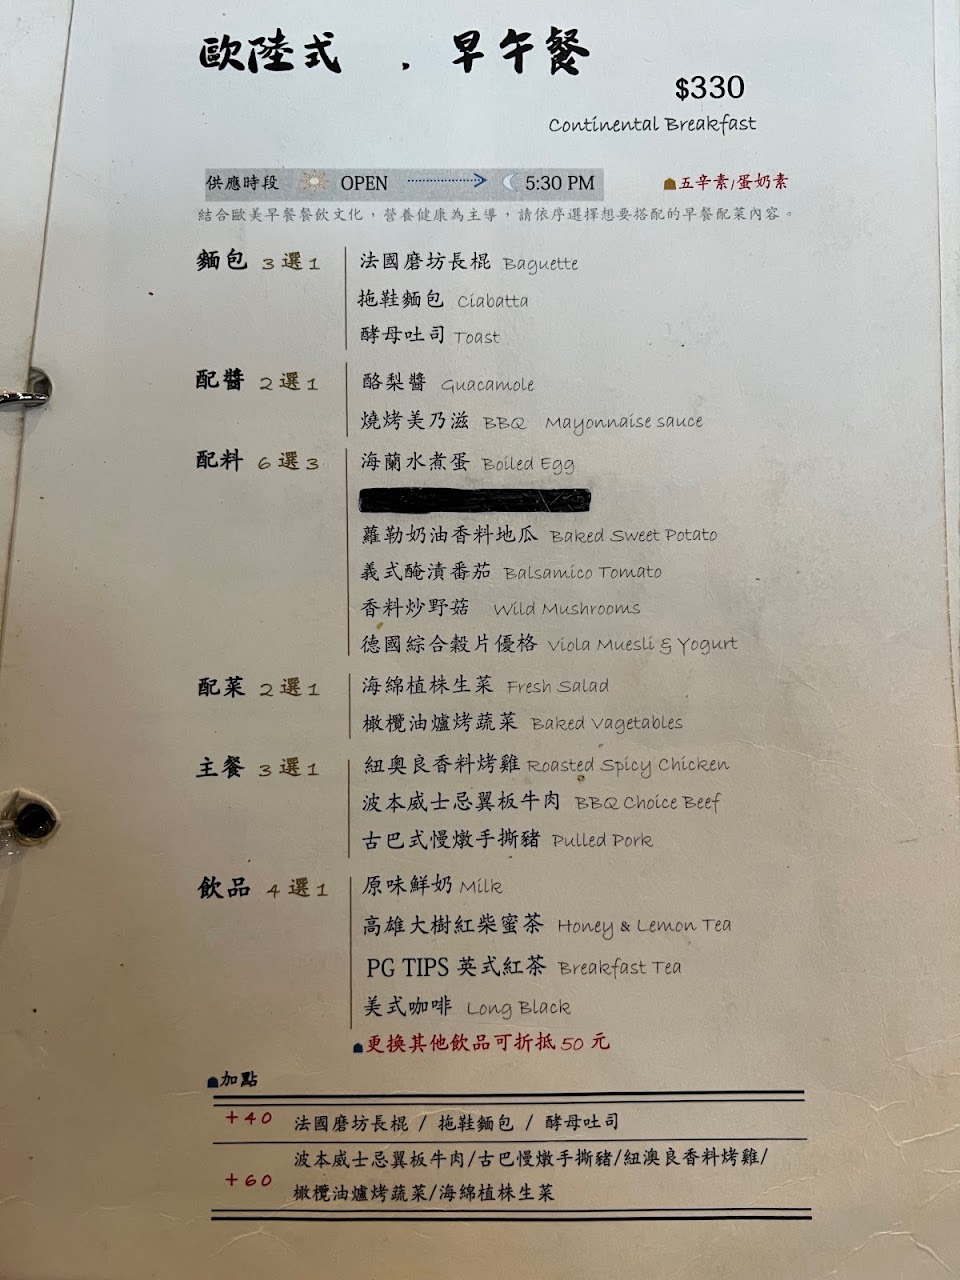 歐陸式 . 早午餐
$330
Continental Breakfast
供應時段 OPEN 5:30 PM 五辛素/蛋奶素
結合歐美早餐餐飲文化，營養健康為主導，請依序選擇想要搭配的早餐配菜內容。
麵包 3選1 法國磨坊長棍 Baguette
拖鞋麵包 Ciabatta
酵母吐司 Toast
配醬 2選1 酪梨醬 Guacamole
燒烤美乃滋 BBQ Mayonnaise sauce
配料 6選3 海蘭水煮蛋 Boiled Egg
蘿勒奶油香料地瓜 Baked Sweet Potato
義式醃漬番茄 Balsamico Tomato
香料炒野菇 Wild Mushrooms
德國綜合穀片優格 Viola Muesli & Yogurt
配菜 2選1 海綿植株生菜 Fresh Salad
橄欖油爐烤蔬菜 Baked Vagetables
主餐 3選1 紐奧良香料烤雞 Roasted Spicy Chicken
波本威士忌翼板牛肉 BBQ Choice Beef
古巴式慢燉手撕豬 Pulled Pork
飲品 4選1 原味鮮奶 Milk
高雄大樹紅柴蜜茶 Honey & Lemon Tea
PG TIPS 英式紅茶 Breakfast Tea
美式咖啡 Long Black
更換其他飲品可折抵50元
加點
+40 法國磨坊長棍 / 拖鞋麵包 / 酵母吐司
波本威士忌翼板牛肉/古巴慢燉手撕豬/紐澳良香料烤雞/
+60
橄欖油爐烤蔬菜/海綿植株生菜